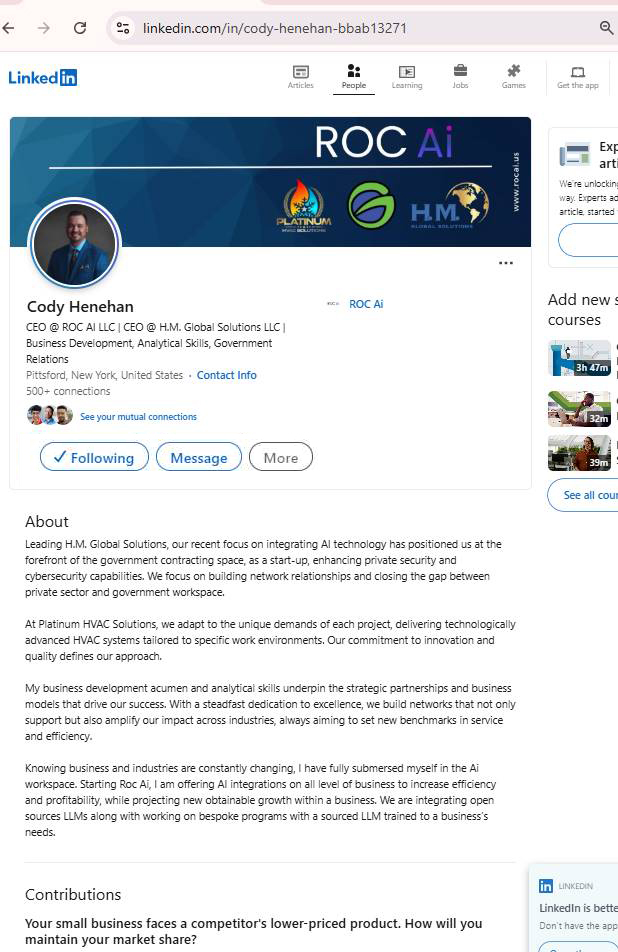 linkedin.com/in/cody-henehan-bbab13271
Linked in
Articles
People
Learning
Jobs
Games
Get the app
ROC Ai
www.rocai.us
PLATINUM
HVAC SOLUTIONS
H.M.
GLOBAL SOLUTIONS
Cody Henehan
ROC Ai
CEO @ ROC AI LLC | CEO @ H.M. Global Solutions LLC |
Business Development, Analytical Skills, Government
Relations
Pittsford, New York, United States · Contact Info
500+ connections
See your mutual connections
Following
Message
More
About
Leading H.M. Global Solutions, our recent focus on integrating AI technology has positioned us at the
forefront of the government contracting space, as a start-up, enhancing private security and
cybersecurity capabilities. We focus on building network relationships and closing the gap between
private sector and government workspace.
At Platinum HVAC Solutions, we adapt to the unique demands of each project, delivering technologically
advanced HVAC systems tailored to specific work environments. Our commitment to innovation and
quality defines our approach.
My business development acumen and analytical skills underpin the strategic partnerships and business
models that drive our success. With a steadfast dedication to excellence, we build networks that not only
support but also amplify our impact across industries, always aiming to set new benchmarks in service
and efficiency.
Knowing business and industries are constantly changing, I have fully submersed myself in the Ai
workspace. Starting Roc Ai, I am offering AI integrations on all level of business to increase efficiency
and profitability, while projecting new obtainable growth within a business. We are integrating open
sources LLMs along with working on bespoke programs with a sourced LLM trained to a business's
needs.
Contributions
Your small business faces a competitor's lower-priced product. How will you
maintain your market share?
Exp
arti
We're unlocking
way. Experts ad
article, started
Add new s
courses
3h 47m
32m
39m
See all cour
LINKEDIN
LinkedIn is bette
Don't have the app